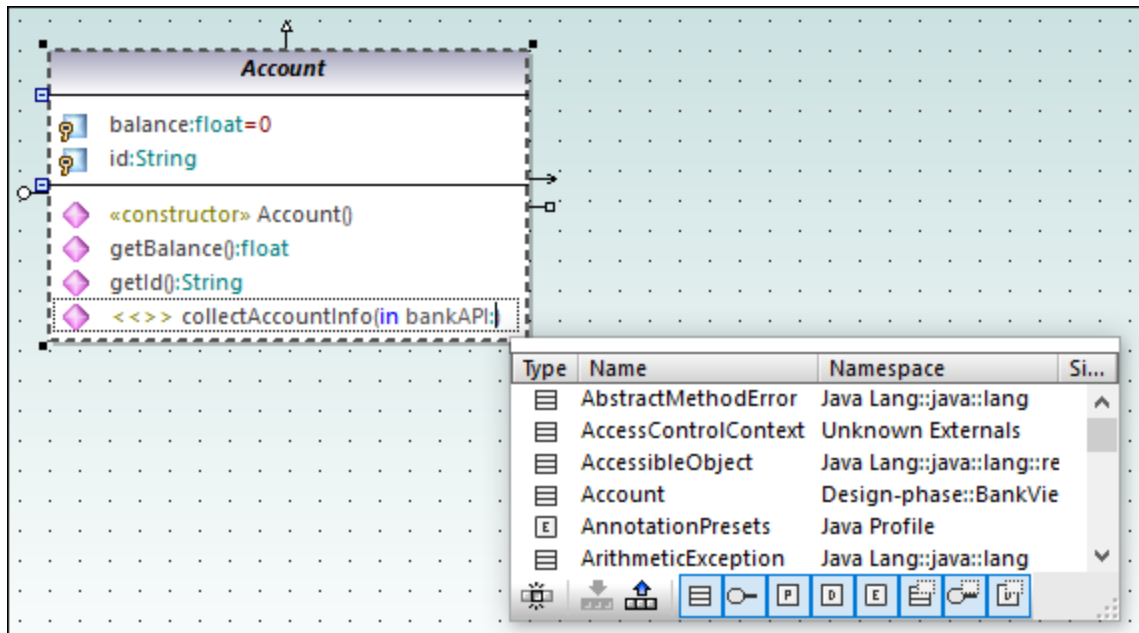 Account
balance:float=0
id:String
«constructor» Account()
getBalance():float
getId():String
<<>> collectAccountInfo(in bankAPI:)
Type Name Namespace Si...
AbstractMethodError Java Lang::java::lang
AccessControlContext Unknown Externals
AccessibleObject Java Lang::java::lang::re
Account Design-phase::BankVie
E AnnotationPresets Java Profile
ArithmeticException Java Lang::java::lang
P D E